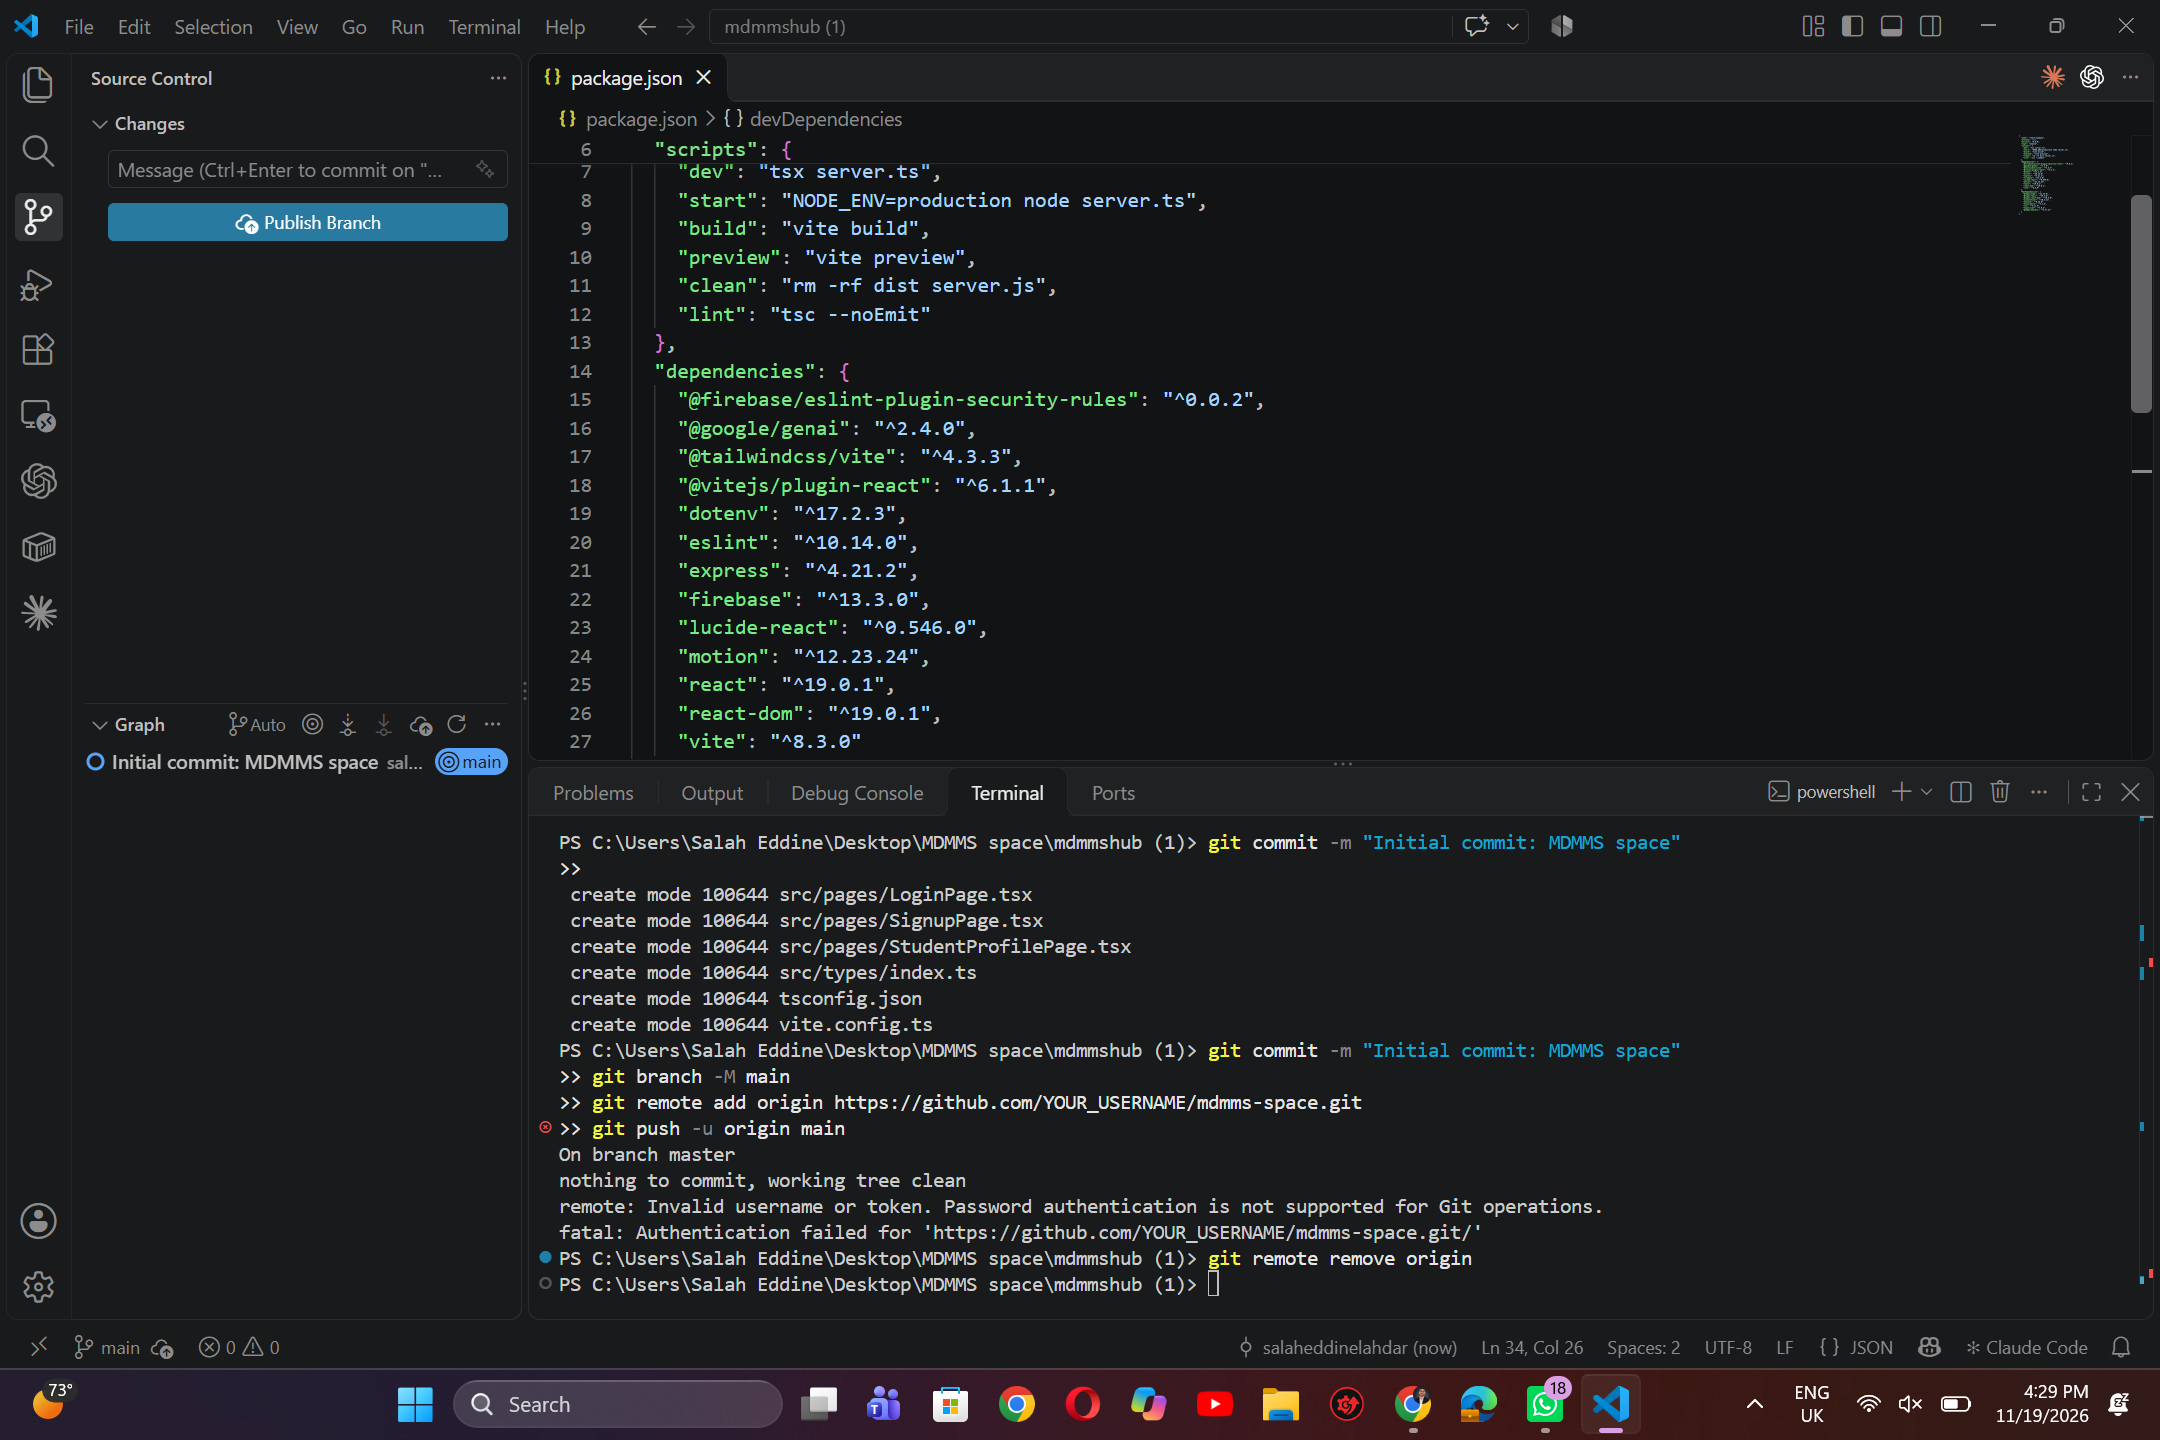 File Edit Selection View Go Run Terminal Help
mdmmshub (1)
Source Control
Changes
Message (Ctrl+Enter to commit on "...
Publish Branch
Graph
Auto
Initial commit: MDMMS space sal...
main
package.json
package.json > { } devDependencies
6 "scripts": {
7 "dev": "tsx server.ts",
8 "start": "NODE_ENV=production node server.ts",
9 "build": "vite build",
10 "preview": "vite preview",
11 "clean": "rm -rf dist server.js",
12 "lint": "tsc --noEmit"
13 },
14 "dependencies": {
15 "@firebase/eslint-plugin-security-rules": "^0.0.2",
16 "@google/genai": "^2.4.0",
17 "@tailwindcss/vite": "^4.3.3",
18 "@vitejs/plugin-react": "^6.1.1",
19 "dotenv": "^17.2.3",
20 "eslint": "^10.14.0",
21 "express": "^4.21.2",
22 "firebase": "^13.3.0",
23 "lucide-react": "^0.546.0",
24 "motion": "^12.23.24",
25 "react": "^19.0.1",
26 "react-dom": "^19.0.1",
27 "vite": "^8.3.0"
Problems Output Debug Console Terminal Ports
powershell
PS C:\Users\Salah Eddine\Desktop\MDMMS space\mdmmshub (1)> git commit -m "Initial commit: MDMMS space"
>>
create mode 100644 src/pages/LoginPage.tsx
create mode 100644 src/pages/SignupPage.tsx
create mode 100644 src/pages/StudentProfilePage.tsx
create mode 100644 src/types/index.ts
create mode 100644 tsconfig.json
create mode 100644 vite.config.ts
PS C:\Users\Salah Eddine\Desktop\MDMMS space\mdmmshub (1)> git commit -m "Initial commit: MDMMS space"
>> git branch -M main
>> git remote add origin https://github.com/YOUR_USERNAME/mdmms-space.git
>> git push -u origin main
On branch master
nothing to commit, working tree clean
remote: Invalid username or token. Password authentication is not supported for Git operations.
fatal: Authentication failed for 'https://github.com/YOUR_USERNAME/mdmms-space.git/'
PS C:\Users\Salah Eddine\Desktop\MDMMS space\mdmmshub (1)> git remote remove origin
PS C:\Users\Salah Eddine\Desktop\MDMMS space\mdmmshub (1)>
main
0 0
salaheddinelahdar (now)
Ln 34, Col 26
Spaces: 2
UTF-8
LF
{ } JSON
Claude Code
73°
Search
18
ENG
UK
4:29 PM
11/19/2026